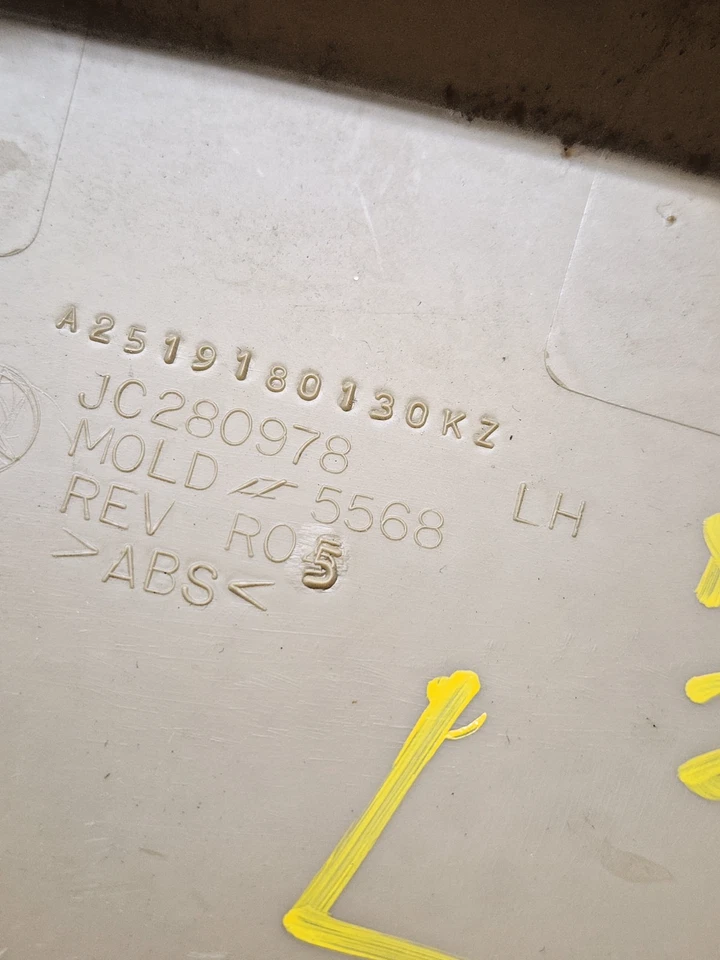 A2519180130KZ
JC280978
MOLD # 5568 LH
REV R05
>ABS<
L